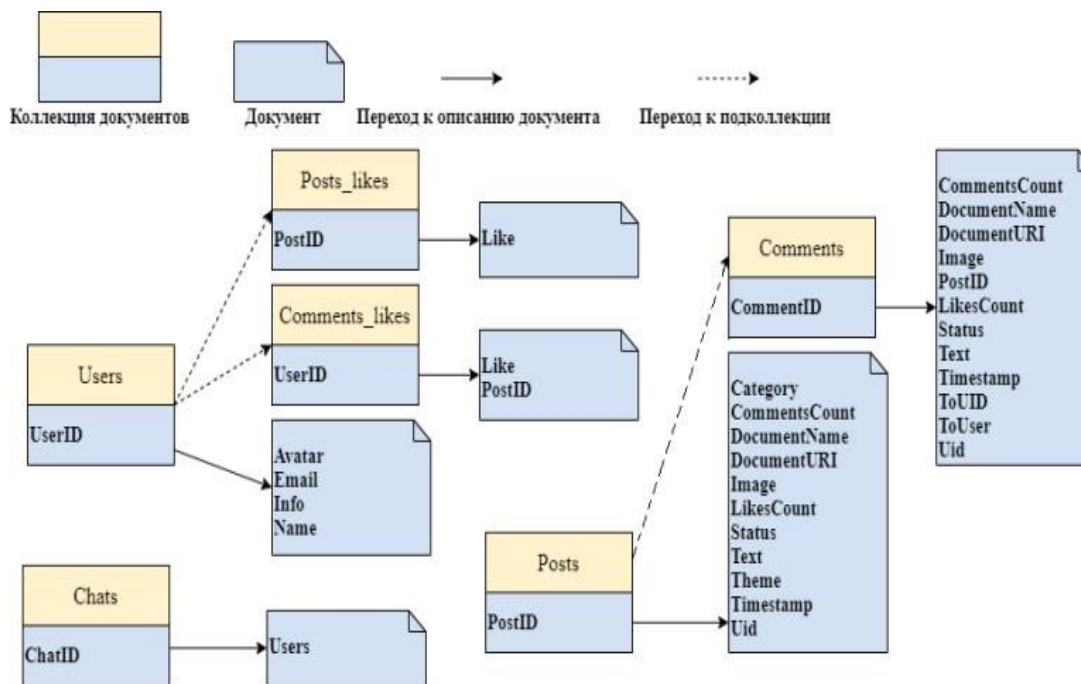 Коллекция документов
Документ
Переход к описанию документа
Переход к подколлекции
Posts_likes
PostID
Like
Comments_likes
UserID
Like
PostID
Users
UserID
Avatar
Email
Info
Name
Chats
ChatID
Users
Comments
CommentID
CommentsCount
DocumentName
DocumentURI
Image
PostID
LikesCount
Status
Text
Timestamp
ToUID
ToUser
Uid
Posts
PostID
Category
CommentsCount
DocumentName
DocumentURI
Image
LikesCount
Status
Text
Theme
Timestamp
Uid